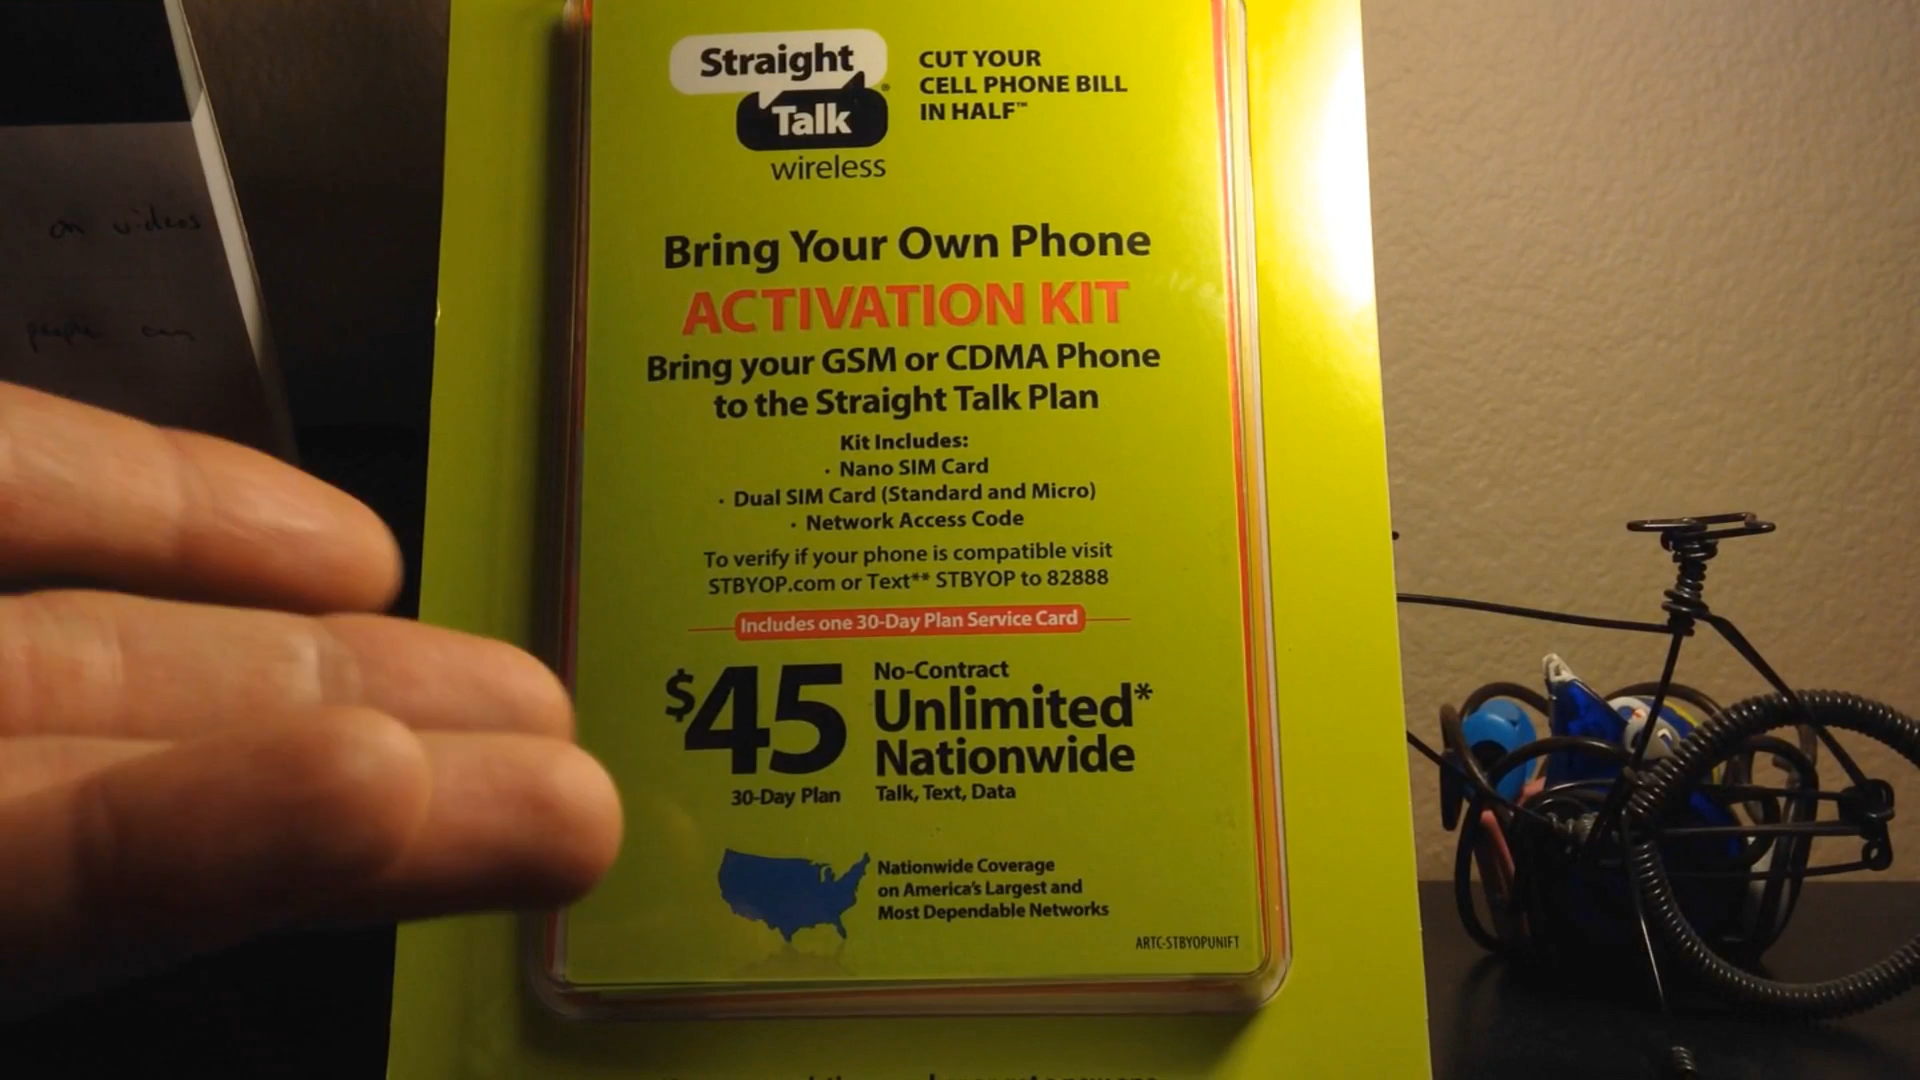 on videos
people can
Straight
Talk
wireless
CUT YOUR
CELL PHONE BILL
IN HALF™
Bring Your Own Phone
ACTIVATION KIT
Bring your GSM or CDMA Phone
to the Straight Talk Plan
Kit Includes:
· Nano SIM Card
· Dual SIM Card (Standard and Micro)
· Network Access Code
To verify if your phone is compatible visit
STBYOP.com or Text** STBYOP to 82888
Includes one 30-Day Plan Service Card
$45
30-Day Plan
No-Contract
Unlimited*
Nationwide
Talk, Text, Data
Nationwide Coverage
on America's Largest and
Most Dependable Networks
ARTC-STBYOPUNIFT